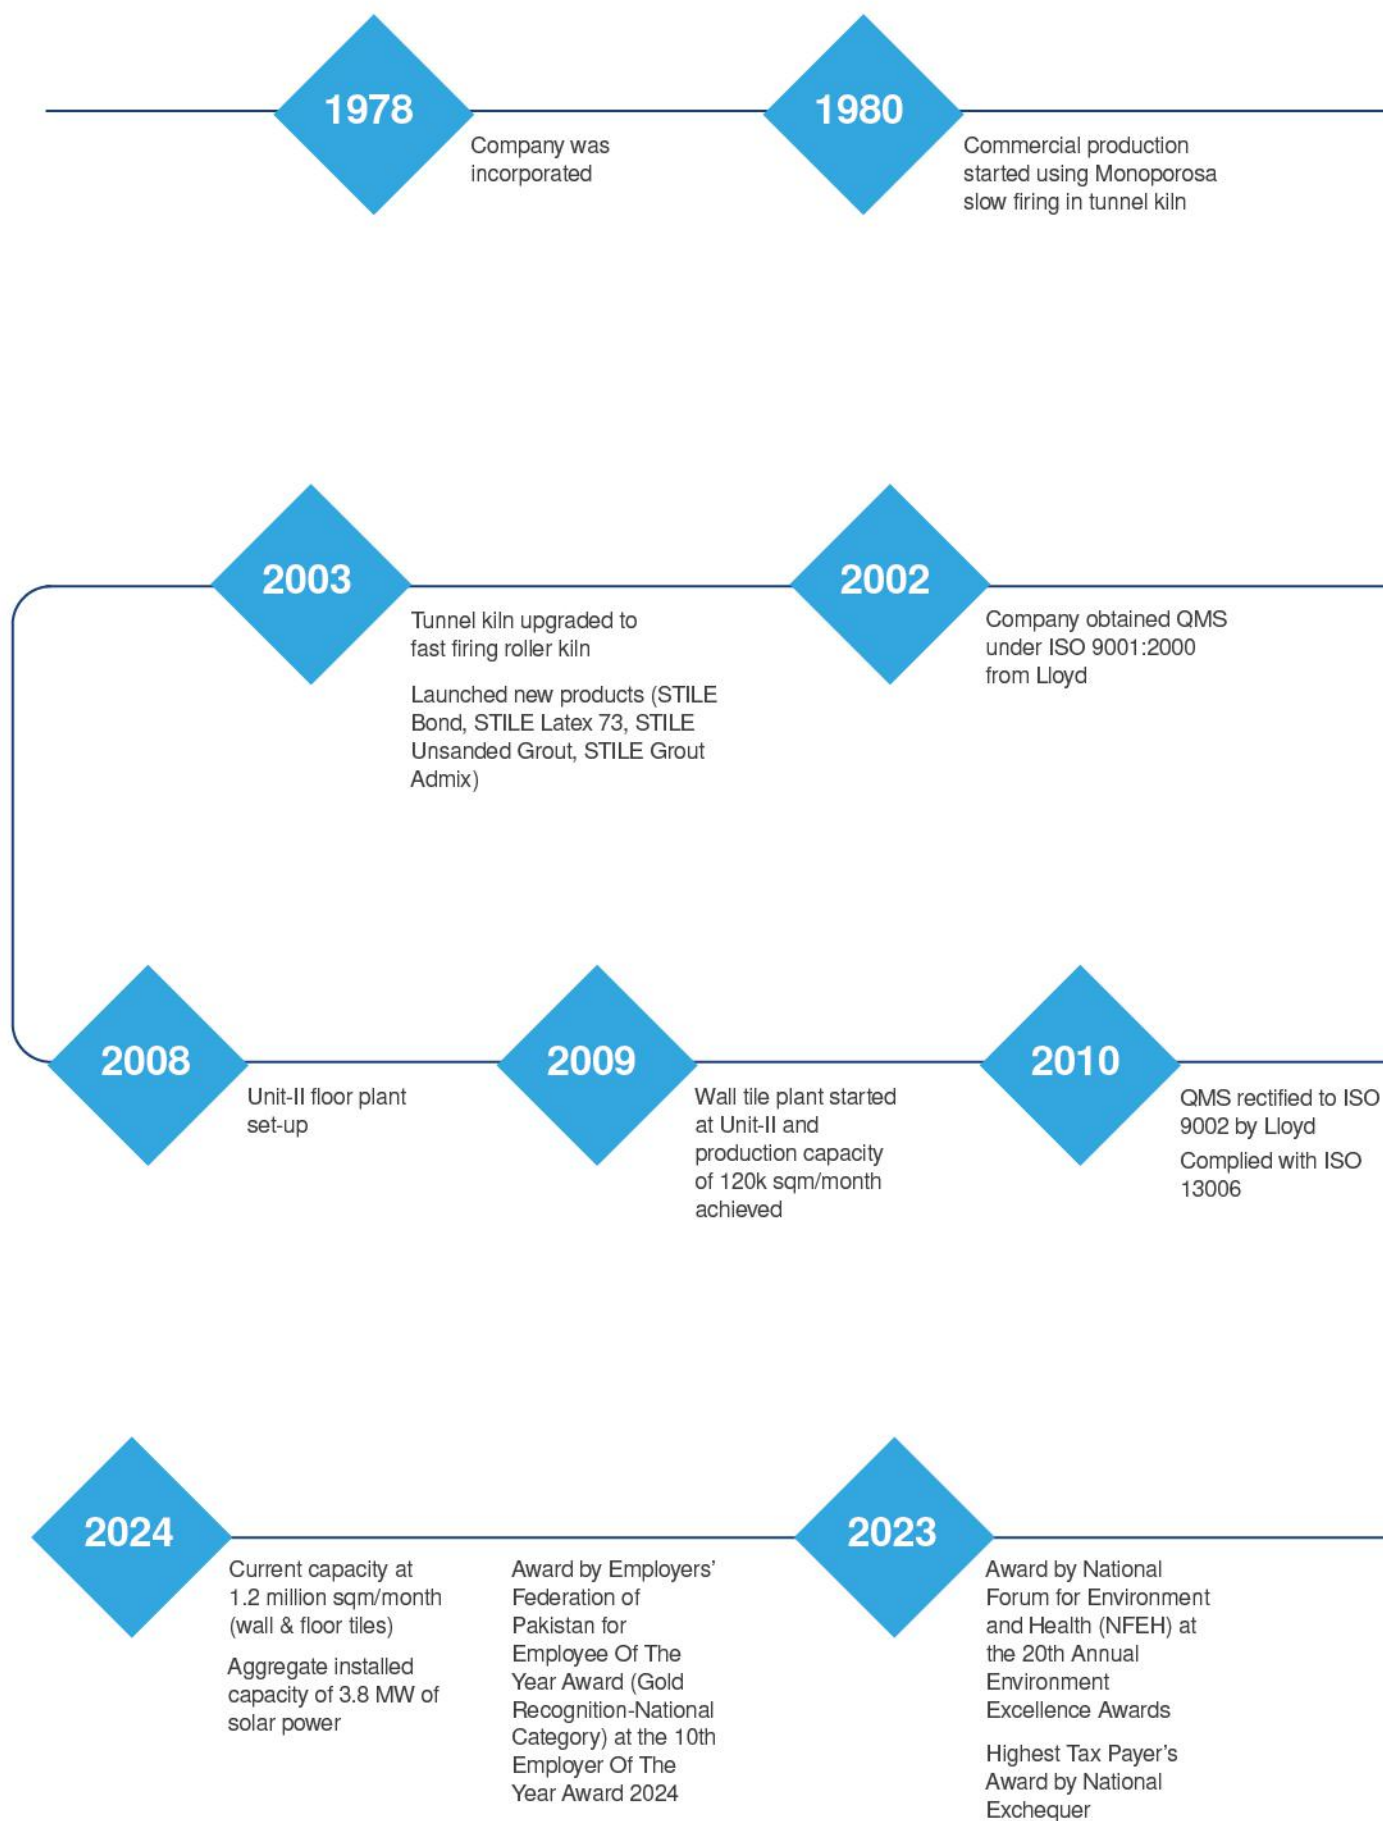 1978
Company was
incorporated
1980
Commercial production
started using Monoporosa
slow firing in tunnel kiln
2003
Tunnel kiln upgraded to
fast firing roller kiln
Launched new products (STILE
Bond, STILE Latex 73, STILE
Unsanded Grout, STILE Grout
Admix)
2002
Company obtained QMS
under ISO 9001:2000
from Lloyd
2008
Unit-II floor plant
set-up
2009
Wall tile plant started
at Unit-II and
production capacity
of 120k sqm/month
achieved
2010
QMS rectified to ISO
9002 by Lloyd
Complied with ISO
13006
2024
Current capacity at
1.2 million sqm/month
(wall & floor tiles)
Aggregate installed
capacity of 3.8 MW of
solar power
Award by Employers’
Federation of
Pakistan for
Employee Of The
Year Award (Gold
Recognition-National
Category) at the 10th
Employer Of The
Year Award 2024
2023
Award by National
Forum for Environment
and Health (NFEH) at
the 20th Annual
Environment
Excellence Awards
Highest Tax Payer’s
Award by National
Exchequer